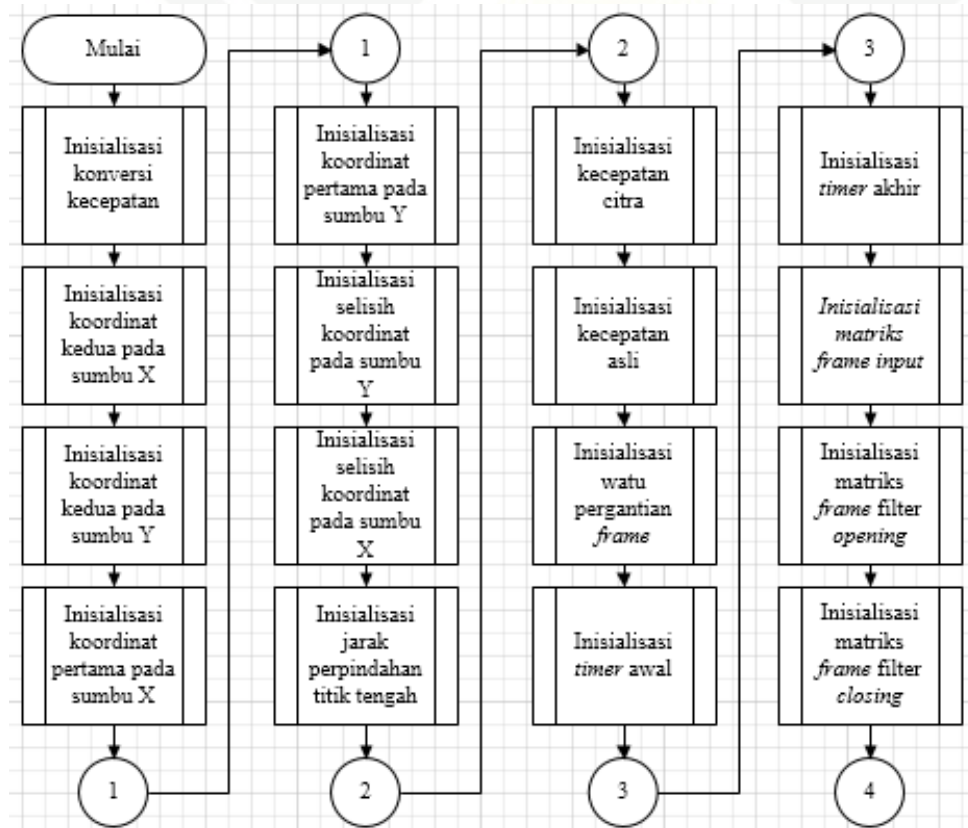 Mulai
Inisialisasi
konversi
kecepatan
Inisialisasi
koordinat
kedua pada
sumbu X
Inisialisasi
koordinat
kedua pada
sumbu Y
Inisialisasi
koordinat
pertama pada
sumbu X
1
1
Inisialisasi
koordinat
pertama pada
sumbu Y
Inisialisasi
selisih
koordinat
pada sumbu
Y
Inisialisasi
selisih
koordinat
pada sumbu
X
Inisialisasi
jarak
perpindahan
titik tengah
2
2
Inisialisasi
kecepatan
citra
Inisialisasi
kecepatan
asli
Inisialisasi
watu
pergantian
frame
Inisialisasi
timer awal
3
3
Inisialisasi
timer akhir
Inisialisasi
matriks
frame input
Inisialisasi
matriks
frame filter
opening
Inisialisasi
matriks
frame filter
closing
4